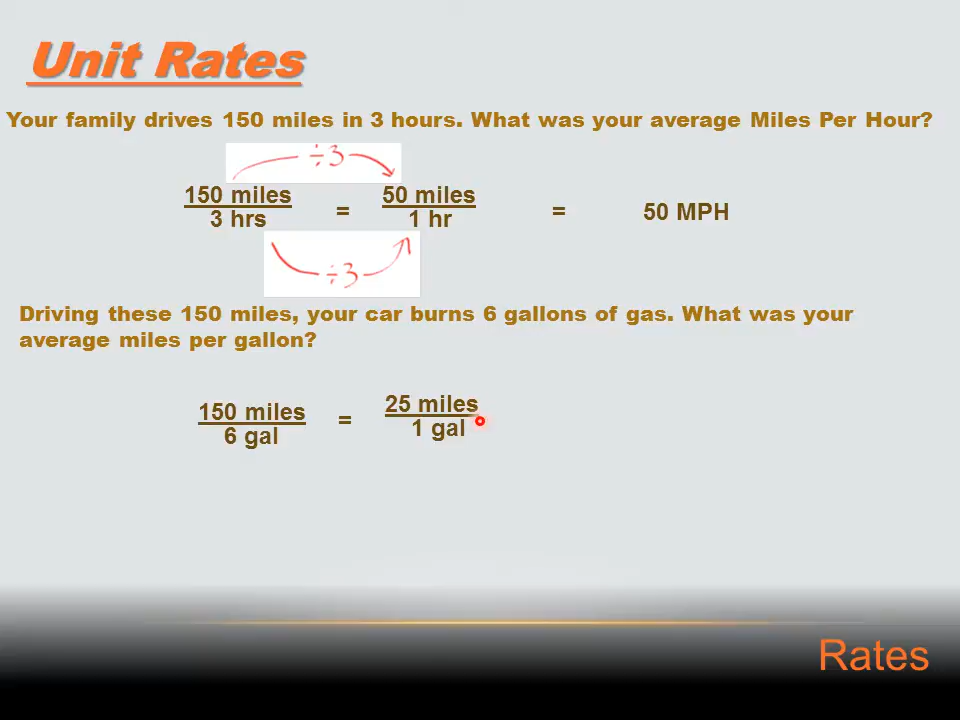 Unit Rates
Your family drives 150 miles in 3 hours. What was your average Miles Per Hour?
÷3
150 miles = 50 miles = 50 MPH
3 hrs 1 hr
÷3
Driving these 150 miles, your car burns 6 gallons of gas. What was your
average miles per gallon?
150 miles = 25 miles
6 gal 1 gal
Rates